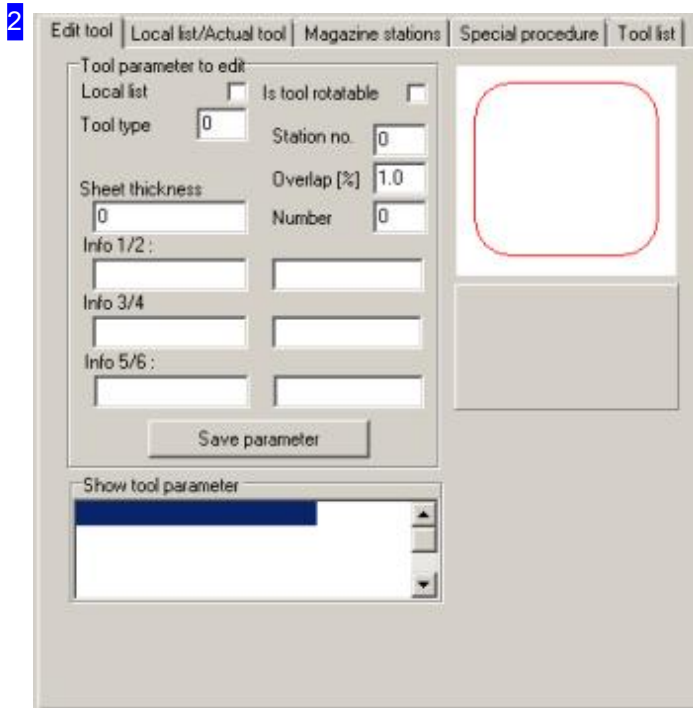 2
Edit tool Local list/Actual tool Magazine stations Special procedure Tool list
Tool parameter to edit
Local list Is tool rotatable
Tool type 0
Station no. 0
Overlap [%] 1.0
Sheet thickness
0 Number 0
Info 1/2 :
Info 3/4
Info 5/6 :
Save parameter
Show tool parameter